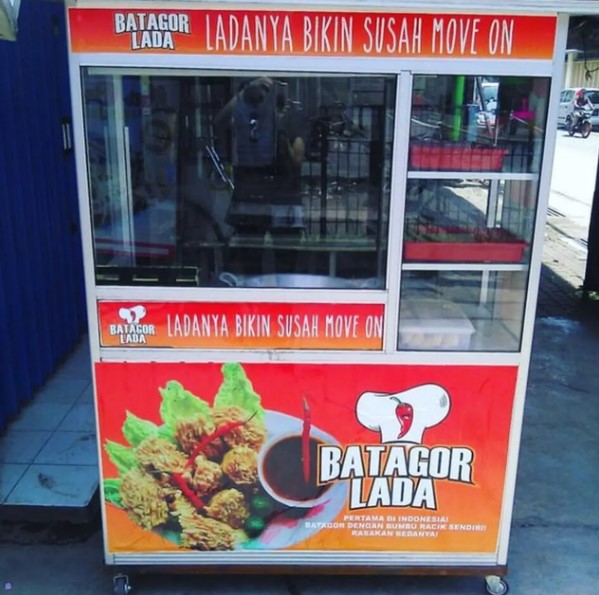 BATAGOR
LADA
LADANYA BIKIN SUSAH MOVE ON
BATAGOR
LADA
LADANYA BIKIN SUSAH MOVE ON
BATAGOR
LADA
PERTAMA DI INDONESIA!
BATAGOR DENGAN BUMBU RACIK SENDIRI!
RASAKAN BEDANYA!